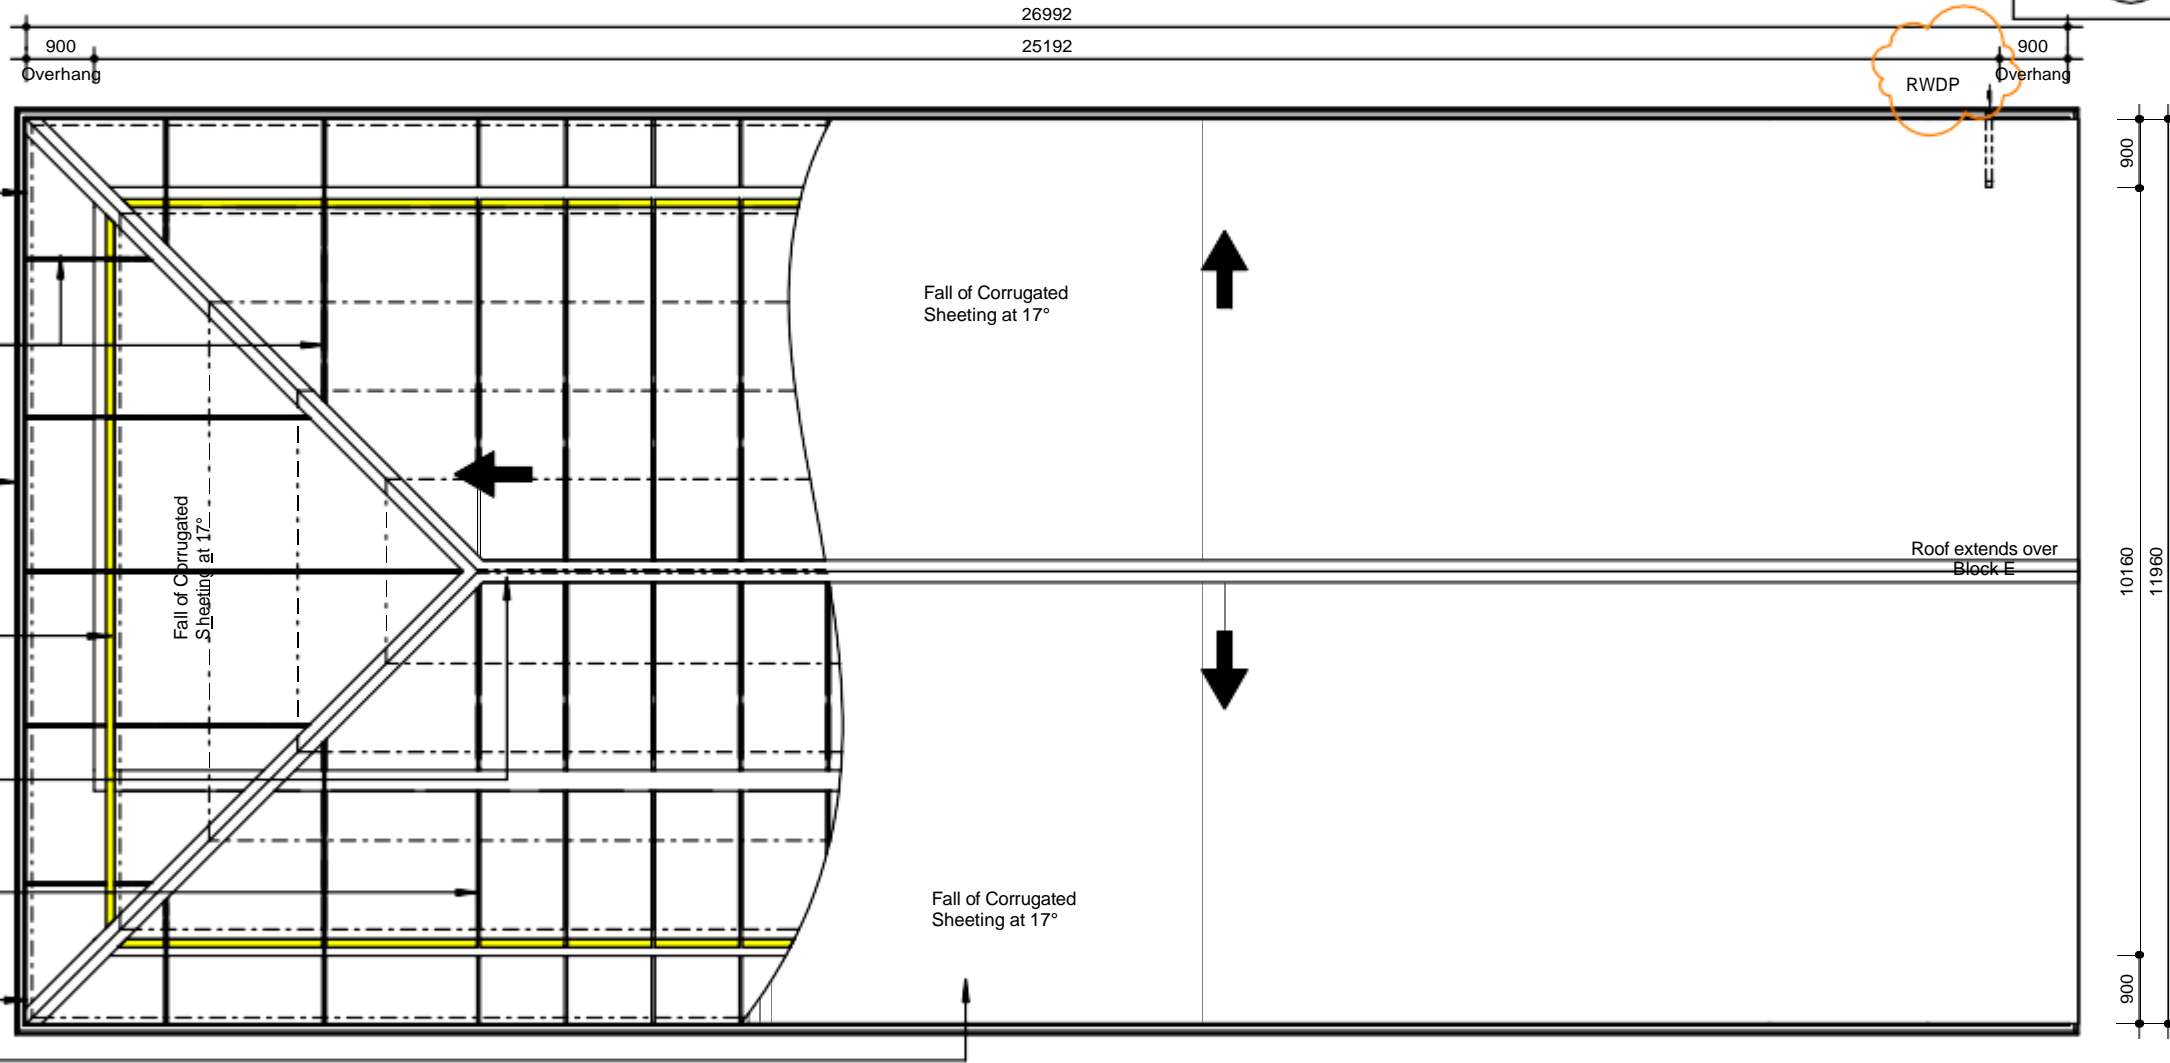 26992
900
25192
900
Overhang
RWDP
Overhang
900
Fall of Corrugated
Sheeting at 17°
Fall of Corrugated
Sheeting at 17°
Roof extends over
Block E
10160
11960
Fall of Corrugated
Sheeting at 17°
900